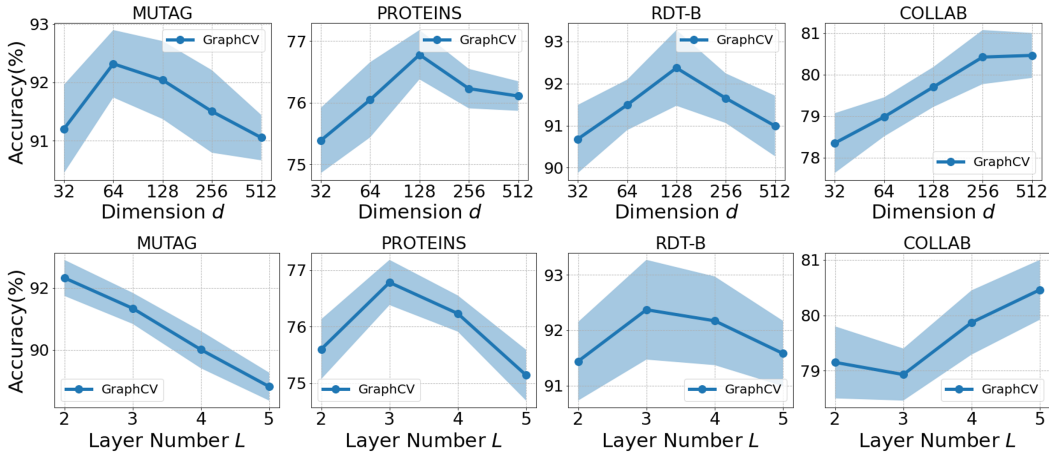 MUTAG PROTEINS RDT-B COLLAB
93 77 93 81
GraphCV GraphCV GraphCV
92 76 92 80
91 79
91 75 90 78
GraphCV
Accuracy(%)
32 64 128 256 512 32 64 128 256 512 32 64 128 256 512 32 64 128 256 512
Dimension d Dimension d Dimension d Dimension d
MUTAG PROTEINS RDT-B COLLAB
92 77 93 81
90 76 92 80
75 91 79
GraphCV GraphCV GraphCV GraphCV
Accuracy(%)
2 3 4 5 2 3 4 5 2 3 4 5 2 3 4 5
Layer Number L Layer Number L Layer Number L Layer Number L